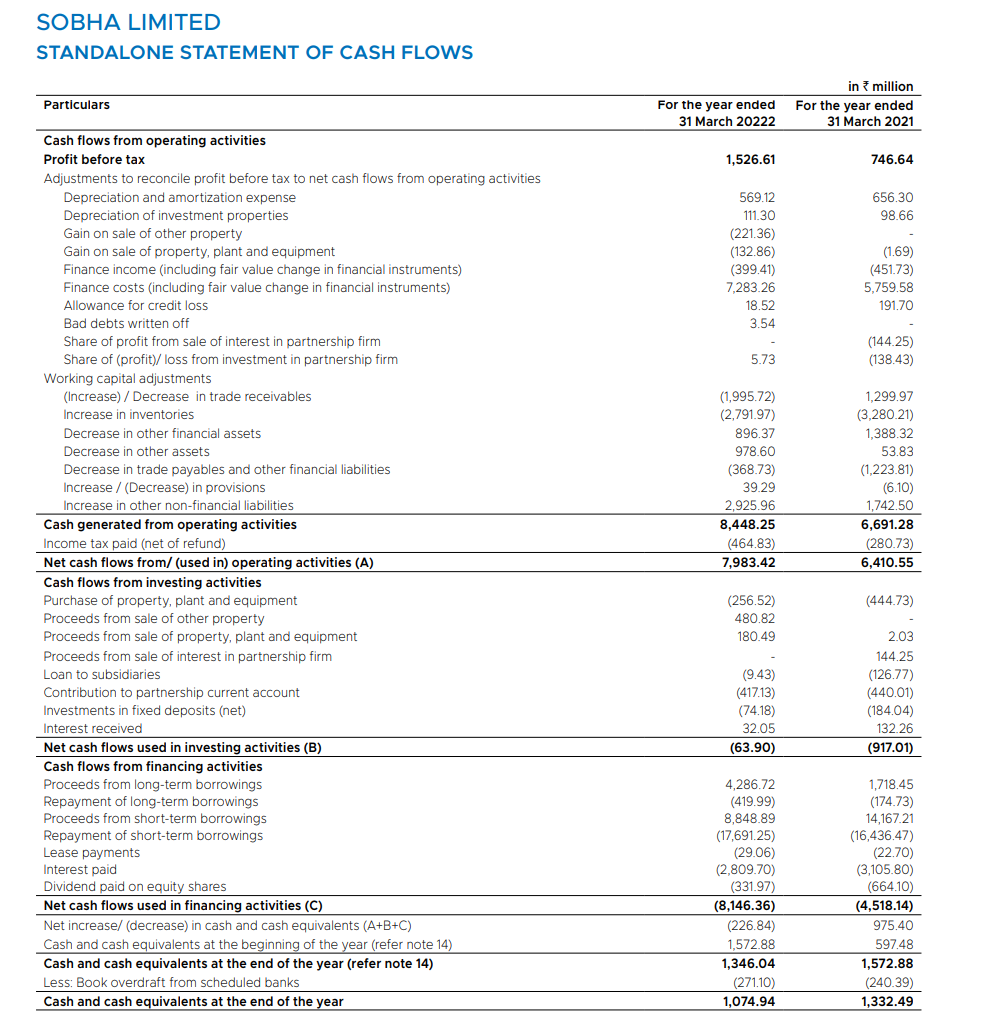 SOBHA LIMITED
STANDALONE STATEMENT OF CASH FLOWS
in ₹ million
Particulars For the year ended 31 March 20222 For the year ended 31 March 2021
Cash flows from operating activities
Profit before tax 1,526.61 746.64
Adjustments to reconcile profit before tax to net cash flows from operating activities
Depreciation and amortization expense 569.12 656.30
Depreciation of investment properties 111.30 98.66
Gain on sale of other property (221.36) -
Gain on sale of property, plant and equipment (132.86) (1.69)
Finance income (including fair value change in financial instruments) (399.41) (451.73)
Finance costs (including fair value change in financial instruments) 7,283.26 5,759.58
Allowance for credit loss 18.52 191.70
Bad debts written off 3.54 -
Share of profit from sale of interest in partnership firm - (144.25)
Share of (profit)/ loss from investment in partnership firm 5.73 (138.43)
Working capital adjustments
(Increase) / Decrease in trade receivables (1,995.72) 1,299.97
Increase in inventories (2,791.97) (3,280.21)
Decrease in other financial assets 896.37 1,388.32
Decrease in other assets 978.60 53.83
Decrease in trade payables and other financial liabilities (368.73) (1,223.81)
Increase / (Decrease) in provisions 39.29 (6.10)
Increase in other non-financial liabilities 2,925.96 1,742.50
Cash generated from operating activities 8,448.25 6,691.28
Income tax paid (net of refund) (464.83) (280.73)
Net cash flows from/ (used in) operating activities (A) 7,983.42 6,410.55
Cash flows from investing activities
Purchase of property, plant and equipment (256.52) (444.73)
Proceeds from sale of other property 480.82 -
Proceeds from sale of property, plant and equipment 180.49 2.03
Proceeds from sale of interest in partnership firm - 144.25
Loan to subsidiaries (9.43) (126.77)
Contribution to partnership current account (417.13) (440.01)
Investments in fixed deposits (net) (74.18) (184.04)
Interest received 32.05 132.26
Net cash flows used in investing activities (B) (63.90) (917.01)
Cash flows from financing activities
Proceeds from long-term borrowings 4,286.72 1,718.45
Repayment of long-term borrowings (419.99) (174.73)
Proceeds from short-term borrowings 8,848.89 14,167.21
Repayment of short-term borrowings (17,691.25) (16,436.47)
Lease payments (29.06) (22.70)
Interest paid (2,809.70) (3,105.80)
Dividend paid on equity shares (331.97) (664.10)
Net cash flows used in financing activities (C) (8,146.36) (4,518.14)
Net increase/ (decrease) in cash and cash equivalents (A+B+C) (226.84) 975.40
Cash and cash equivalents at the beginning of the year (refer note 14) 1,572.88 597.48
Cash and cash equivalents at the end of the year (refer note 14) 1,346.04 1,572.88
Less: Book overdraft from scheduled banks (271.10) (240.39)
Cash and cash equivalents at the end of the year 1,074.94 1,332.49